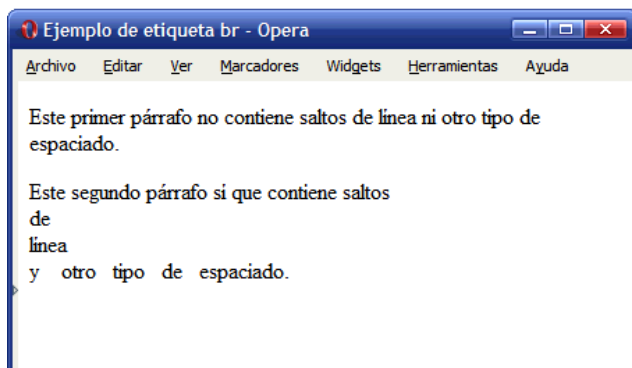 Ejemplo de etiqueta br - Opera
Archivo Editar Ver Marcadores Widgets Herramientas Ayuda
Este primer párrafo no contiene saltos de línea ni otro tipo de
espaciado.
Este segundo párrafo si que contiene saltos
de
línea
y otro tipo de espaciado.